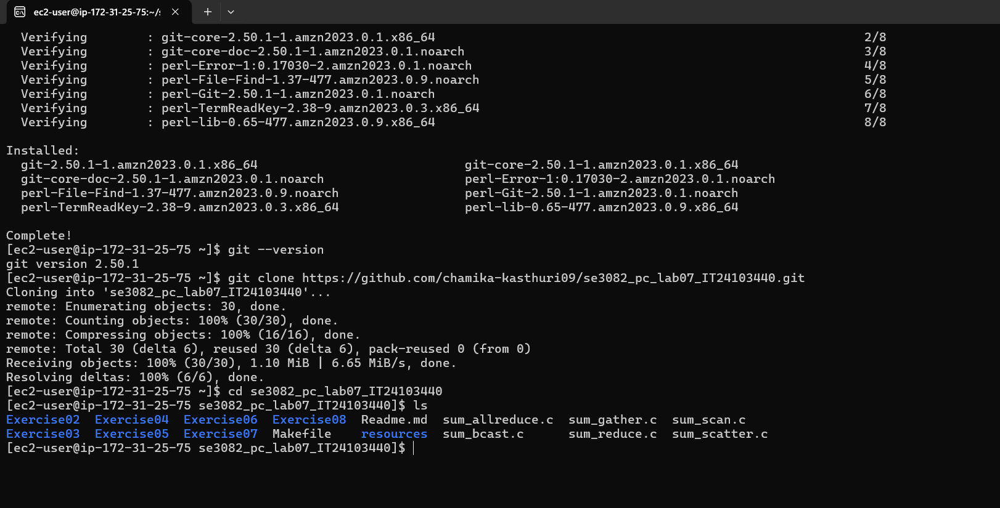 ec2-user@ip-172-31-25-75:~/s
Verifying : git-core-2.50.1-1.amzn2023.0.1.x86_64 2/8
Verifying : git-core-doc-2.50.1-1.amzn2023.0.1.noarch 3/8
Verifying : perl-Error-1:0.17030-2.amzn2023.0.1.noarch 4/8
Verifying : perl-File-Find-1.37-477.amzn2023.0.9.noarch 5/8
Verifying : perl-Git-2.50.1-1.amzn2023.0.1.noarch 6/8
Verifying : perl-TermReadKey-2.38-9.amzn2023.0.3.x86_64 7/8
Verifying : perl-lib-0.65-477.amzn2023.0.9.x86_64 8/8
Installed:
git-2.50.1-1.amzn2023.0.1.x86_64 git-core-2.50.1-1.amzn2023.0.1.x86_64
git-core-doc-2.50.1-1.amzn2023.0.1.noarch perl-Error-1:0.17030-2.amzn2023.0.1.noarch
perl-File-Find-1.37-477.amzn2023.0.9.noarch perl-Git-2.50.1-1.amzn2023.0.1.noarch
perl-TermReadKey-2.38-9.amzn2023.0.3.x86_64 perl-lib-0.65-477.amzn2023.0.9.x86_64
Complete!
[ec2-user@ip-172-31-25-75 ~]$ git --version
git version 2.50.1
[ec2-user@ip-172-31-25-75 ~]$ git clone https://github.com/chamika-kasthuri09/se3082_pc_lab07_IT24103440.git
Cloning into 'se3082_pc_lab07_IT24103440'...
remote: Enumerating objects: 30, done.
remote: Counting objects: 100% (30/30), done.
remote: Compressing objects: 100% (16/16), done.
remote: Total 30 (delta 6), reused 30 (delta 6), pack-reused 0 (from 0)
Receiving objects: 100% (30/30), 1.10 MiB | 6.65 MiB/s, done.
Resolving deltas: 100% (6/6), done.
[ec2-user@ip-172-31-25-75 ~]$ cd se3082_pc_lab07_IT24103440
[ec2-user@ip-172-31-25-75 se3082_pc_lab07_IT24103440]$ ls
Exercise02 Exercise04 Exercise06 Exercise08 Readme.md sum_allreduce.c sum_gather.c sum_scan.c
Exercise03 Exercise05 Exercise07 Makefile resources sum_bcast.c sum_reduce.c sum_scatter.c
[ec2-user@ip-172-31-25-75 se3082_pc_lab07_IT24103440]$